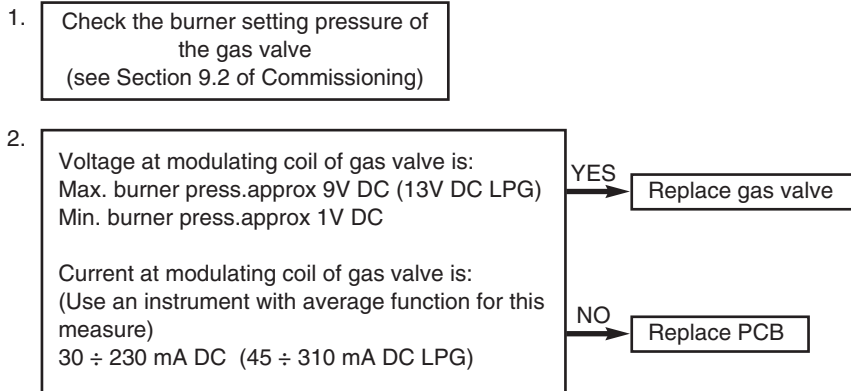 1.
Check the burner setting pressure of
the gas valve
(see Section 9.2 of Commissioning)
2.
Voltage at modulating coil of gas valve is:
Max. burner press.approx 9V DC (13V DC LPG)
Min. burner press.approx 1V DC
YES
Replace gas valve
Current at modulating coil of gas valve is:
(Use an instrument with average function for this
measure)
30 ÷ 230 mA DC (45 ÷ 310 mA DC LPG)
NO
Replace PCB